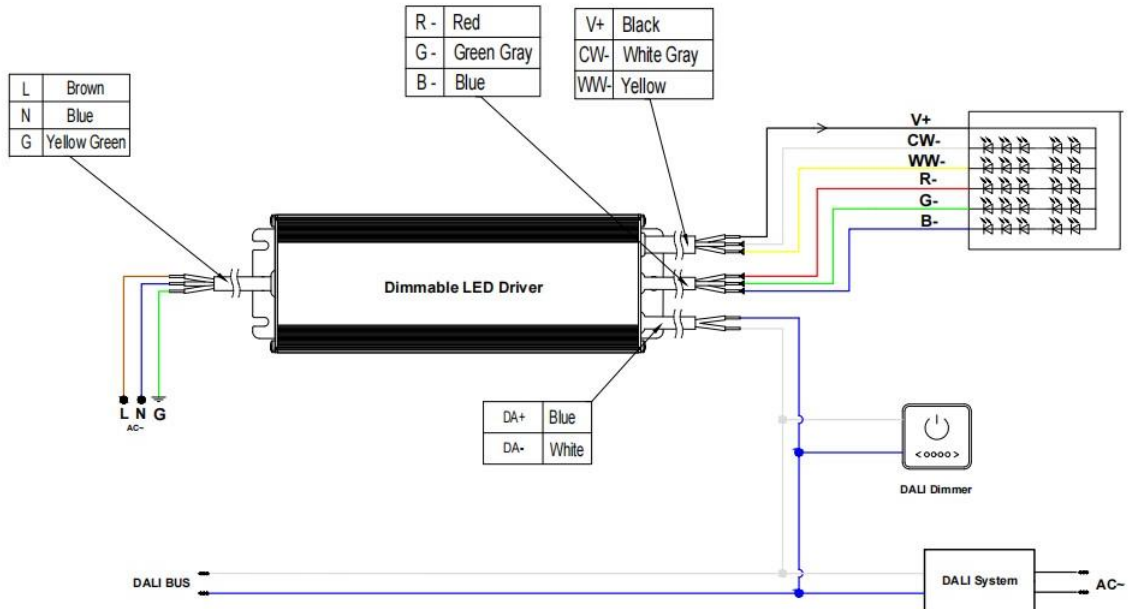 R - Red
G - Green Gray
B - Blue
V+ Black
CW- White Gray
WW- Yellow
L Brown
N Blue
G Yellow Green
V+
CW-
WW-
R-
G-
B-
Dimmable LED Driver
L N G
AC~
DA+ Blue
DA- White
<oooo>
DALI Dimmer
DALI BUS
DALI System
AC~